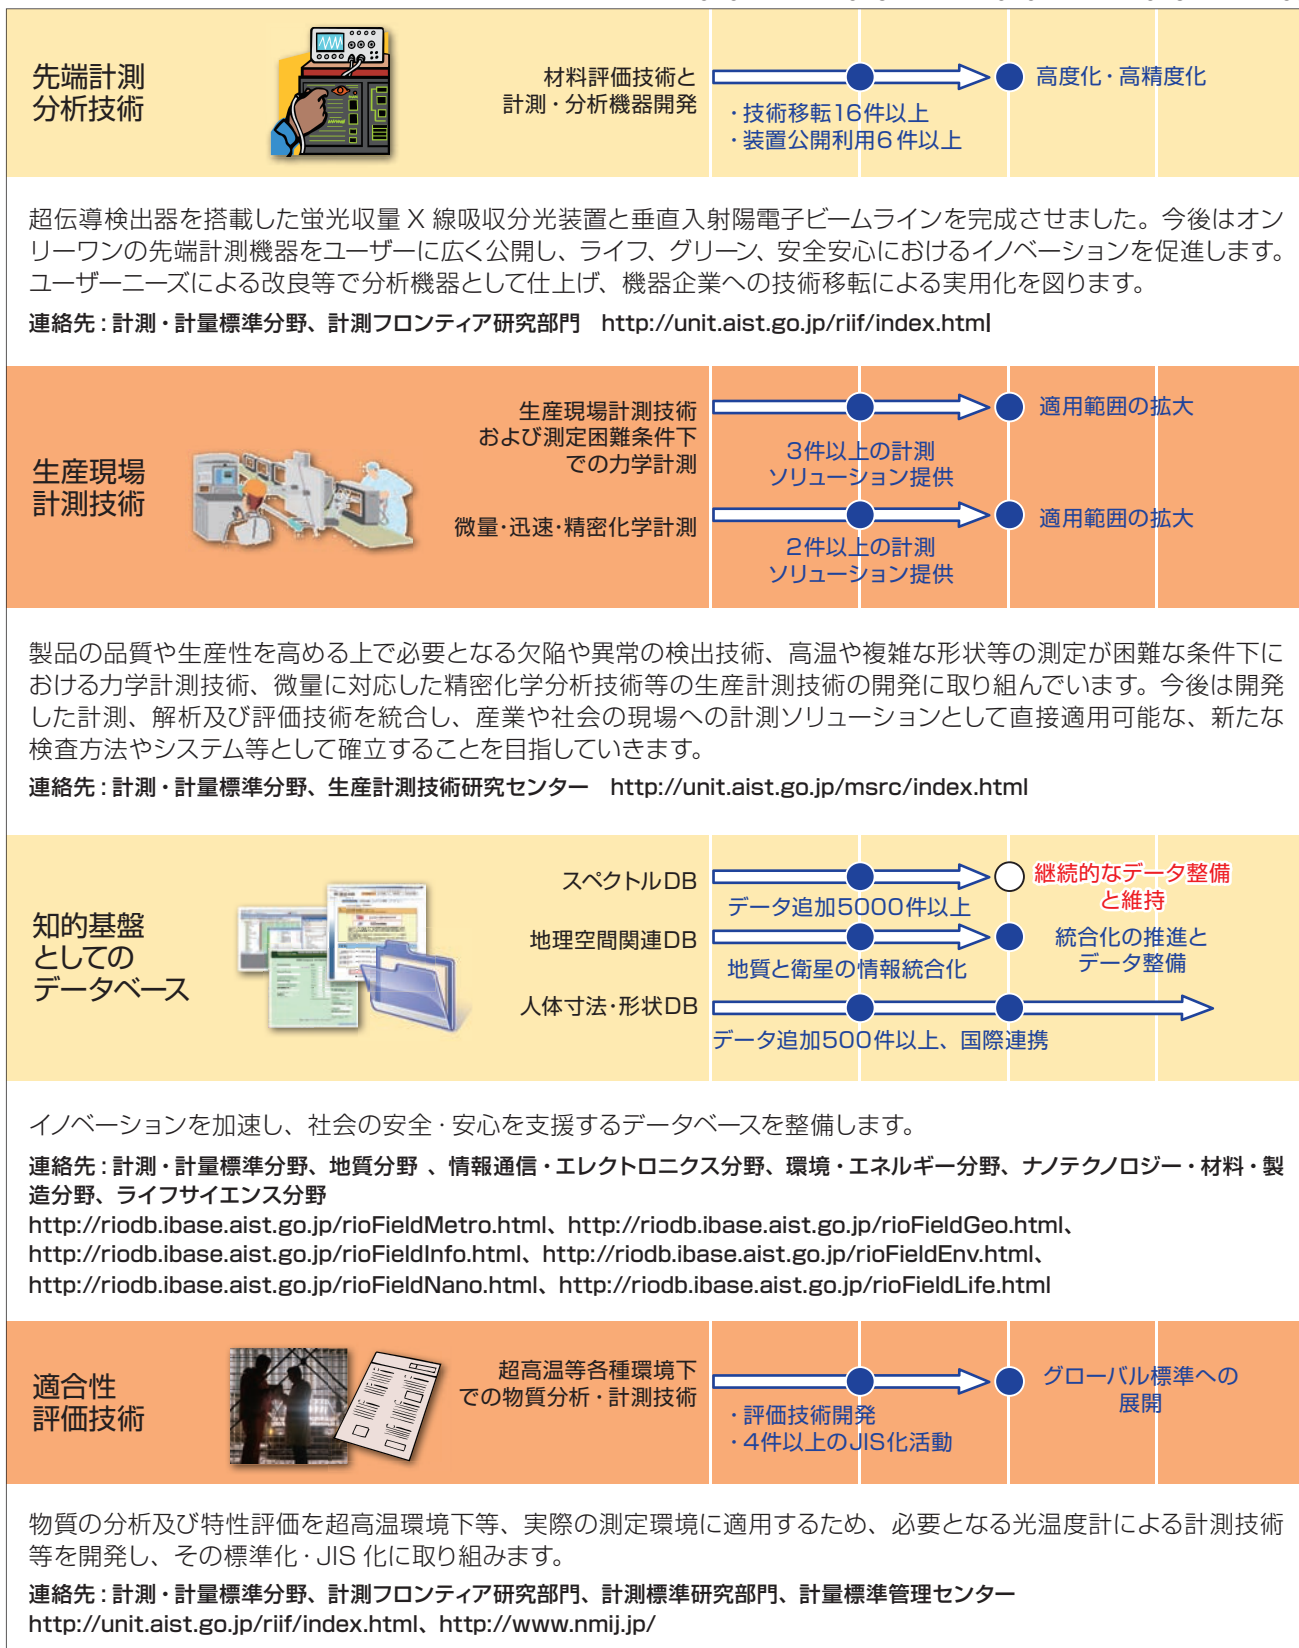 先端計測
分析技術
材料評価技術と
計測・分析機器開発
高度化・高精度化
・技術移転16件以上
・装置公開利用6件以上
超伝導検出器を搭載した蛍光収量 X 線吸収分光装置と垂直入射陽電子ビームラインを完成させました。今後はオン
リーワンの先端計測機器をユーザーに広く公開し、ライフ、グリーン、安全安心におけるイノベーションを促進します。
ユーザーニーズによる改良等で分析機器として仕上げ、機器企業への技術移転による実用化を図ります。
連絡先：計測・計量標準分野、計測フロンティア研究部門　http://unit.aist.go.jp/riif/index.html
生産現場
計測技術
生産現場計測技術
および測定困難条件下
での力学計測
適用範囲の拡大
3件以上の計測
ソリューション提供
微量・迅速・精密化学計測
適用範囲の拡大
2件以上の計測
ソリューション提供
製品の品質や生産性を高める上で必要となる欠陥や異常の検出技術、高温や複雑な形状等の測定が困難な条件下に
おける力学計測技術、微量に対応した精密化学分析技術等の生産計測技術の開発に取り組んでいます。今後は開発
した計測、解析及び評価技術を統合し、産業や社会の現場への計測ソリューションとして直接適用可能な、新たな
検査方法やシステム等として確立することを目指していきます。
連絡先：計測・計量標準分野、生産計測技術研究センター　http://unit.aist.go.jp/msrc/index.html
知的基盤
としての
データベース
スペクトルDB
継続的なデータ整備
と維持
データ追加5000件以上
地理空間関連DB
統合化の推進と
データ整備
地質と衛星の情報統合化
人体寸法・形状DB
データ追加500件以上、国際連携
イノベーションを加速し、社会の安全・安心を支援するデータベースを整備します。
連絡先：計測・計量標準分野、地質分野 、情報通信・エレクトロニクス分野、環境・エネルギー分野、ナノテクノロジー・材料・製
造分野、ライフサイエンス分野
http://riodb.ibase.aist.go.jp/rioFieldMetro.html、http://riodb.ibase.aist.go.jp/rioFieldGeo.html、
http://riodb.ibase.aist.go.jp/rioFieldInfo.html、http://riodb.ibase.aist.go.jp/rioFieldEnv.html、
http://riodb.ibase.aist.go.jp/rioFieldNano.html、http://riodb.ibase.aist.go.jp/rioFieldLife.html
適合性
評価技術
超高温等各種環境下
での物質分析・計測技術
グローバル標準への
展開
・評価技術開発
・4件以上のJIS化活動
物質の分析及び特性評価を超高温環境下等、実際の測定環境に適用するため、必要となる光温度計による計測技術
等を開発し、その標準化・JIS 化に取り組みます。
連絡先：計測・計量標準分野、計測フロンティア研究部門、計測標準研究部門、計量標準管理センター
http://unit.aist.go.jp/riif/index.html、http://www.nmij.jp/